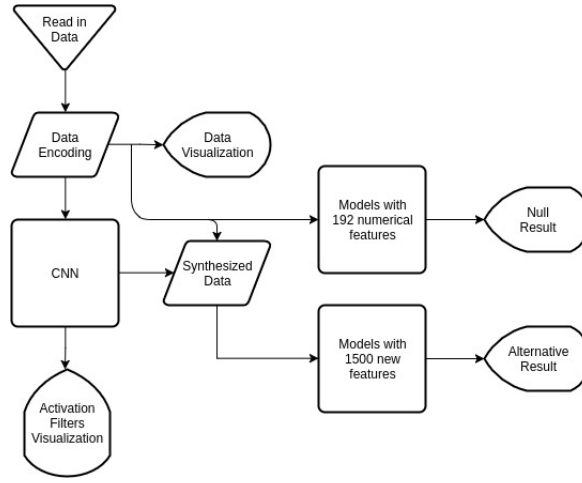 Read in
Data
Data
Encoding
Data
Visualization
Models with
192 numerical
features
Null
Result
CNN
Synthesized
Data
Models with
1500 new
features
Alternative
Result
Activation
Filters
Visualization